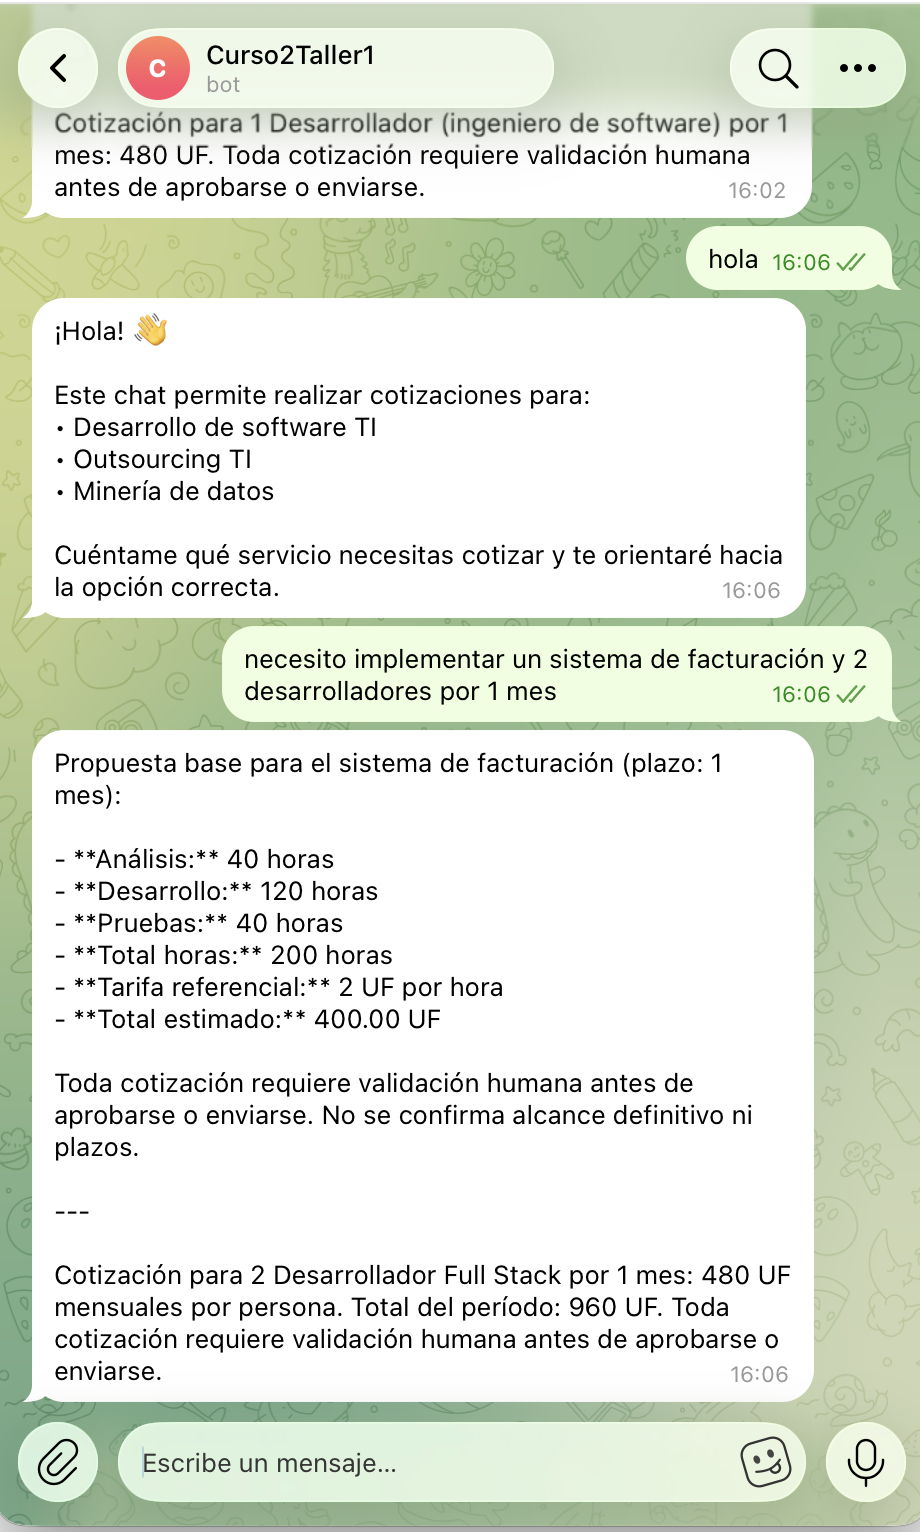 Curso2Taller1
C
bot
Cotización para 1 Desarrollador (ingeniero de software) por 1
mes: 480 UF. Toda cotización requiere validación humana
antes de aprobarse o enviarse.
16:02
hola 16:06
¡Hola! 👋
Este chat permite realizar cotizaciones para:
• Desarrollo de software TI
• Outsourcing TI
• Minería de datos
Cuéntame qué servicio necesitas cotizar y te orientaré hacia
la opción correcta.
16:06
necesito implementar un sistema de facturación y 2
desarrolladores por 1 mes
16:06
Propuesta base para el sistema de facturación (plazo: 1
mes):
- **Análisis:** 40 horas
- **Desarrollo:** 120 horas
- **Pruebas:** 40 horas
- **Total horas:** 200 horas
- **Tarifa referencial:** 2 UF por hora
- **Total estimado:** 400.00 UF
Toda cotización requiere validación humana antes de
aprobarse o enviarse. No se confirma alcance definitivo ni
plazos.
---
Cotización para 2 Desarrollador Full Stack por 1 mes: 480 UF
mensuales por persona. Total del período: 960 UF. Toda
cotización requiere validación humana antes de aprobarse o
enviarse.
16:06
Escribe un mensaje...